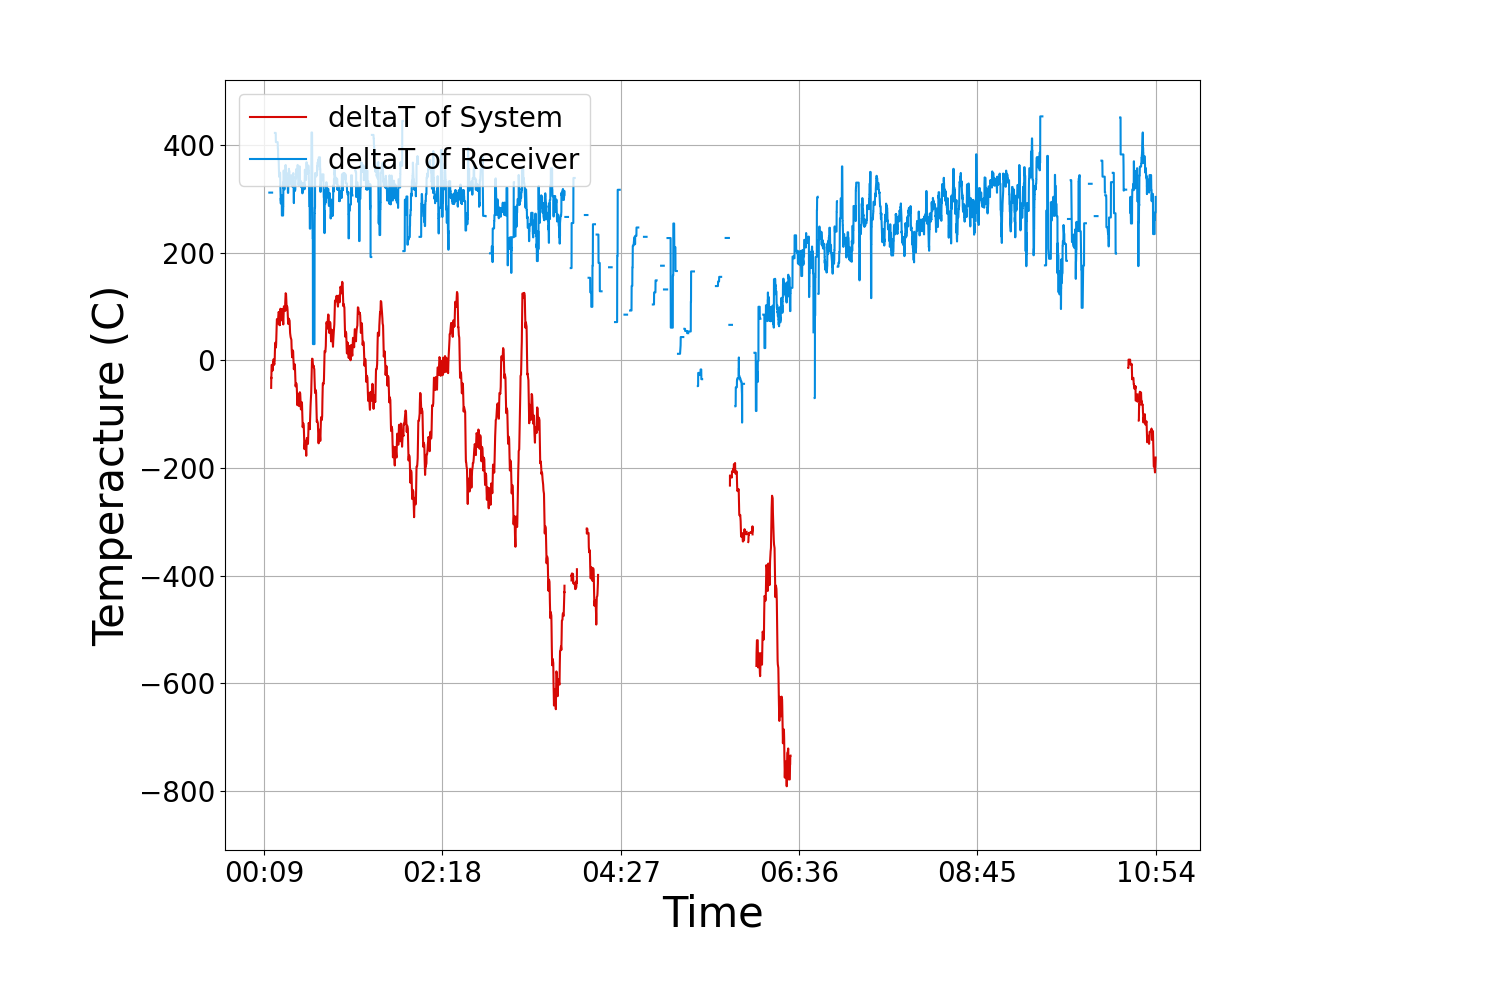 deltaT of System
deltaT of Receiver
400
200
0
−200
−400
−600
−800
Temperacture (C)
00:09 02:18 04:27 06:36 08:45 10:54
Time